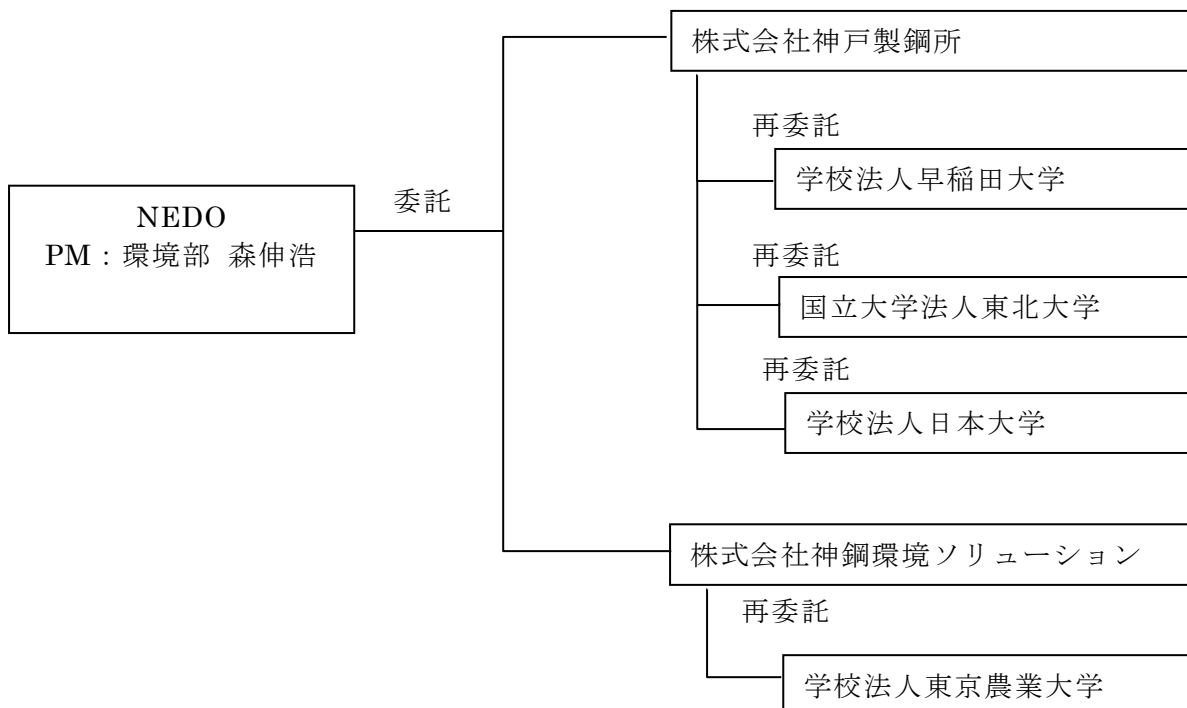 株式会社神戸製鋼所
再委託
学校法人早稲田大学
NEDO
PM：環境部 森伸浩
委託
再委託
国立大学法人東北大学
再委託
学校法人日本大学
株式会社神鋼環境ソリューション
再委託
学校法人東京農業大学